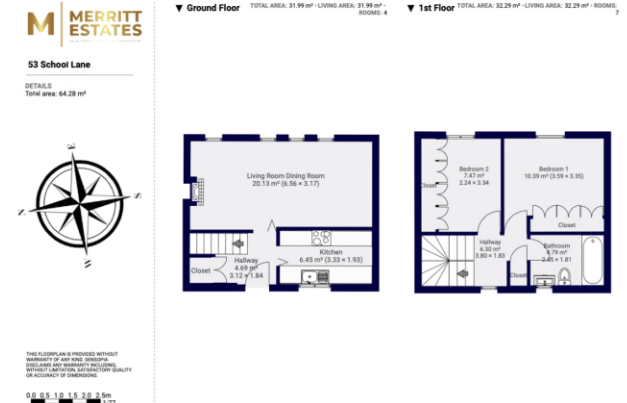 MERRITT
ESTATES
53 School Lane
DETAILS
Total area: 64.28 m²
N
E
S
W
THIS FLOORPLAN IS PROVIDED WITHOUT
WARRANTY OF ANY KIND. SENSOPIA
DISCLAIMS ANY WARRANTY INCLUDING,
WITHOUT LIMITATION, SATISFACTORY QUALITY
OR ACCURACY OF DIMENSIONS.
0.0 0.5 1.0 1.5 2.0 2.5m
1:77
▼ Ground Floor
TOTAL AREA: 31.99 m² · LIVING AREA: 31.99 m² ·
ROOMS: 4
Living Room Dining Room
20.13 m² (6.56 × 3.17)
Kitchen
6.45 m² (3.33 × 1.93)
Hallway
4.69 m²
3.12 × 1.84
Closet
▼ 1st Floor
TOTAL AREA: 32.29 m² · LIVING AREA: 32.29 m² · ROOMS:
7
Bedroom 2
7.47 m²
2.24 × 3.34
Closet
Bedroom 1
10.39 m² (3.59 × 3.35)
Closet
Hallway
6.30 m²
3.80 × 1.83
Closet
Bathroom
4.79 m²
× 1.81